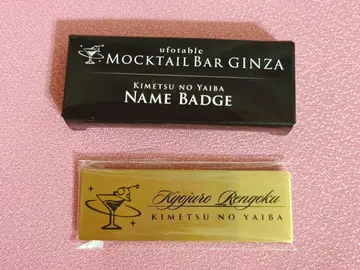 ufotable
MOCKTAIL BAR GINZA
KIMETSU NO YAIBA
NAME BADGE
Kyojuro Rengoku
KIMETSU NO YAIBA